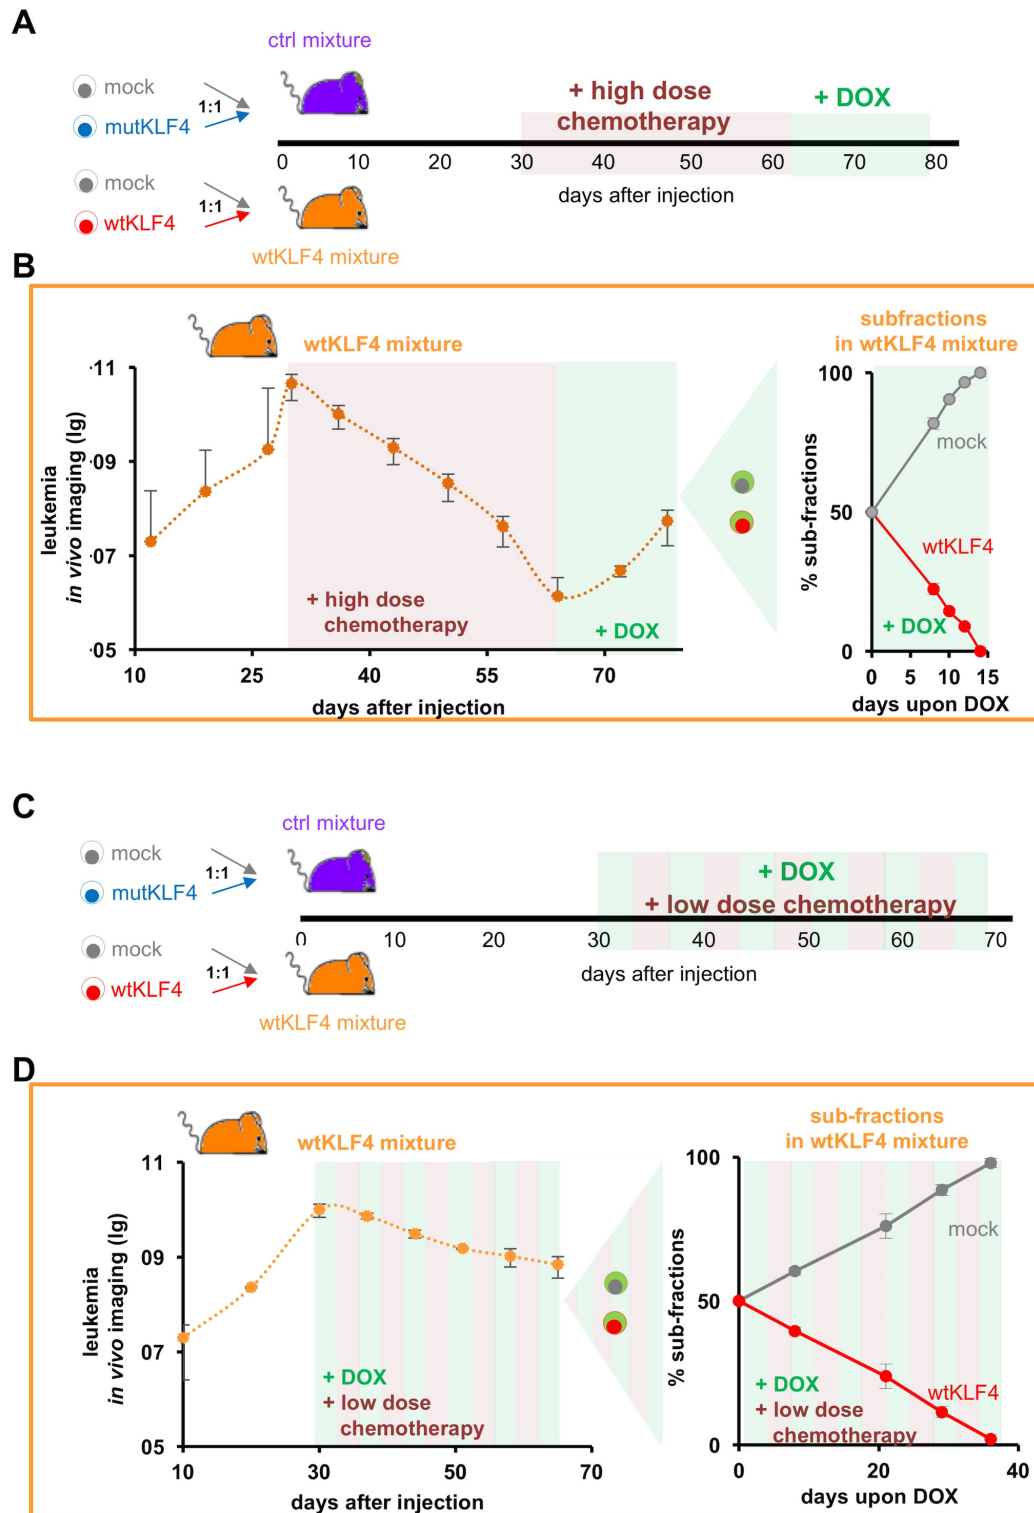 A
ctrl mixture
mock
1:1
mutKLF4
mock
1:1
wtKLF4
wtKLF4 mixture
+ high dose
chemotherapy
+ DOX
0 10 20 30 40 50 60 70 80
days after injection
B
wtKLF4 mixture
leukemia
in vivo imaging (lg)
11
09
07
05
10 25 40 55 70
days after injection
+ high dose
chemotherapy
+ DOX
subfractions
in wtKLF4 mixture
% sub-fractions
100
50
0
mock
wtKLF4
+ DOX
0 5 10 15
days upon DOX
C
ctrl mixture
mock
1:1
mutKLF4
mock
1:1
wtKLF4
wtKLF4 mixture
+ DOX
+ low dose chemotherapy
0 10 20 30 40 50 60 70
days after injection
D
wtKLF4 mixture
leukemia
in vivo imaging (lg)
11
09
07
05
10 30 50 70
days after injection
+ DOX
+ low dose
chemotherapy
sub-fractions
in wtKLF4 mixture
% sub-fractions
100
50
0
mock
wtKLF4
+ DOX
+ low dose
chemotherapy
0 20 40
days upon DOX